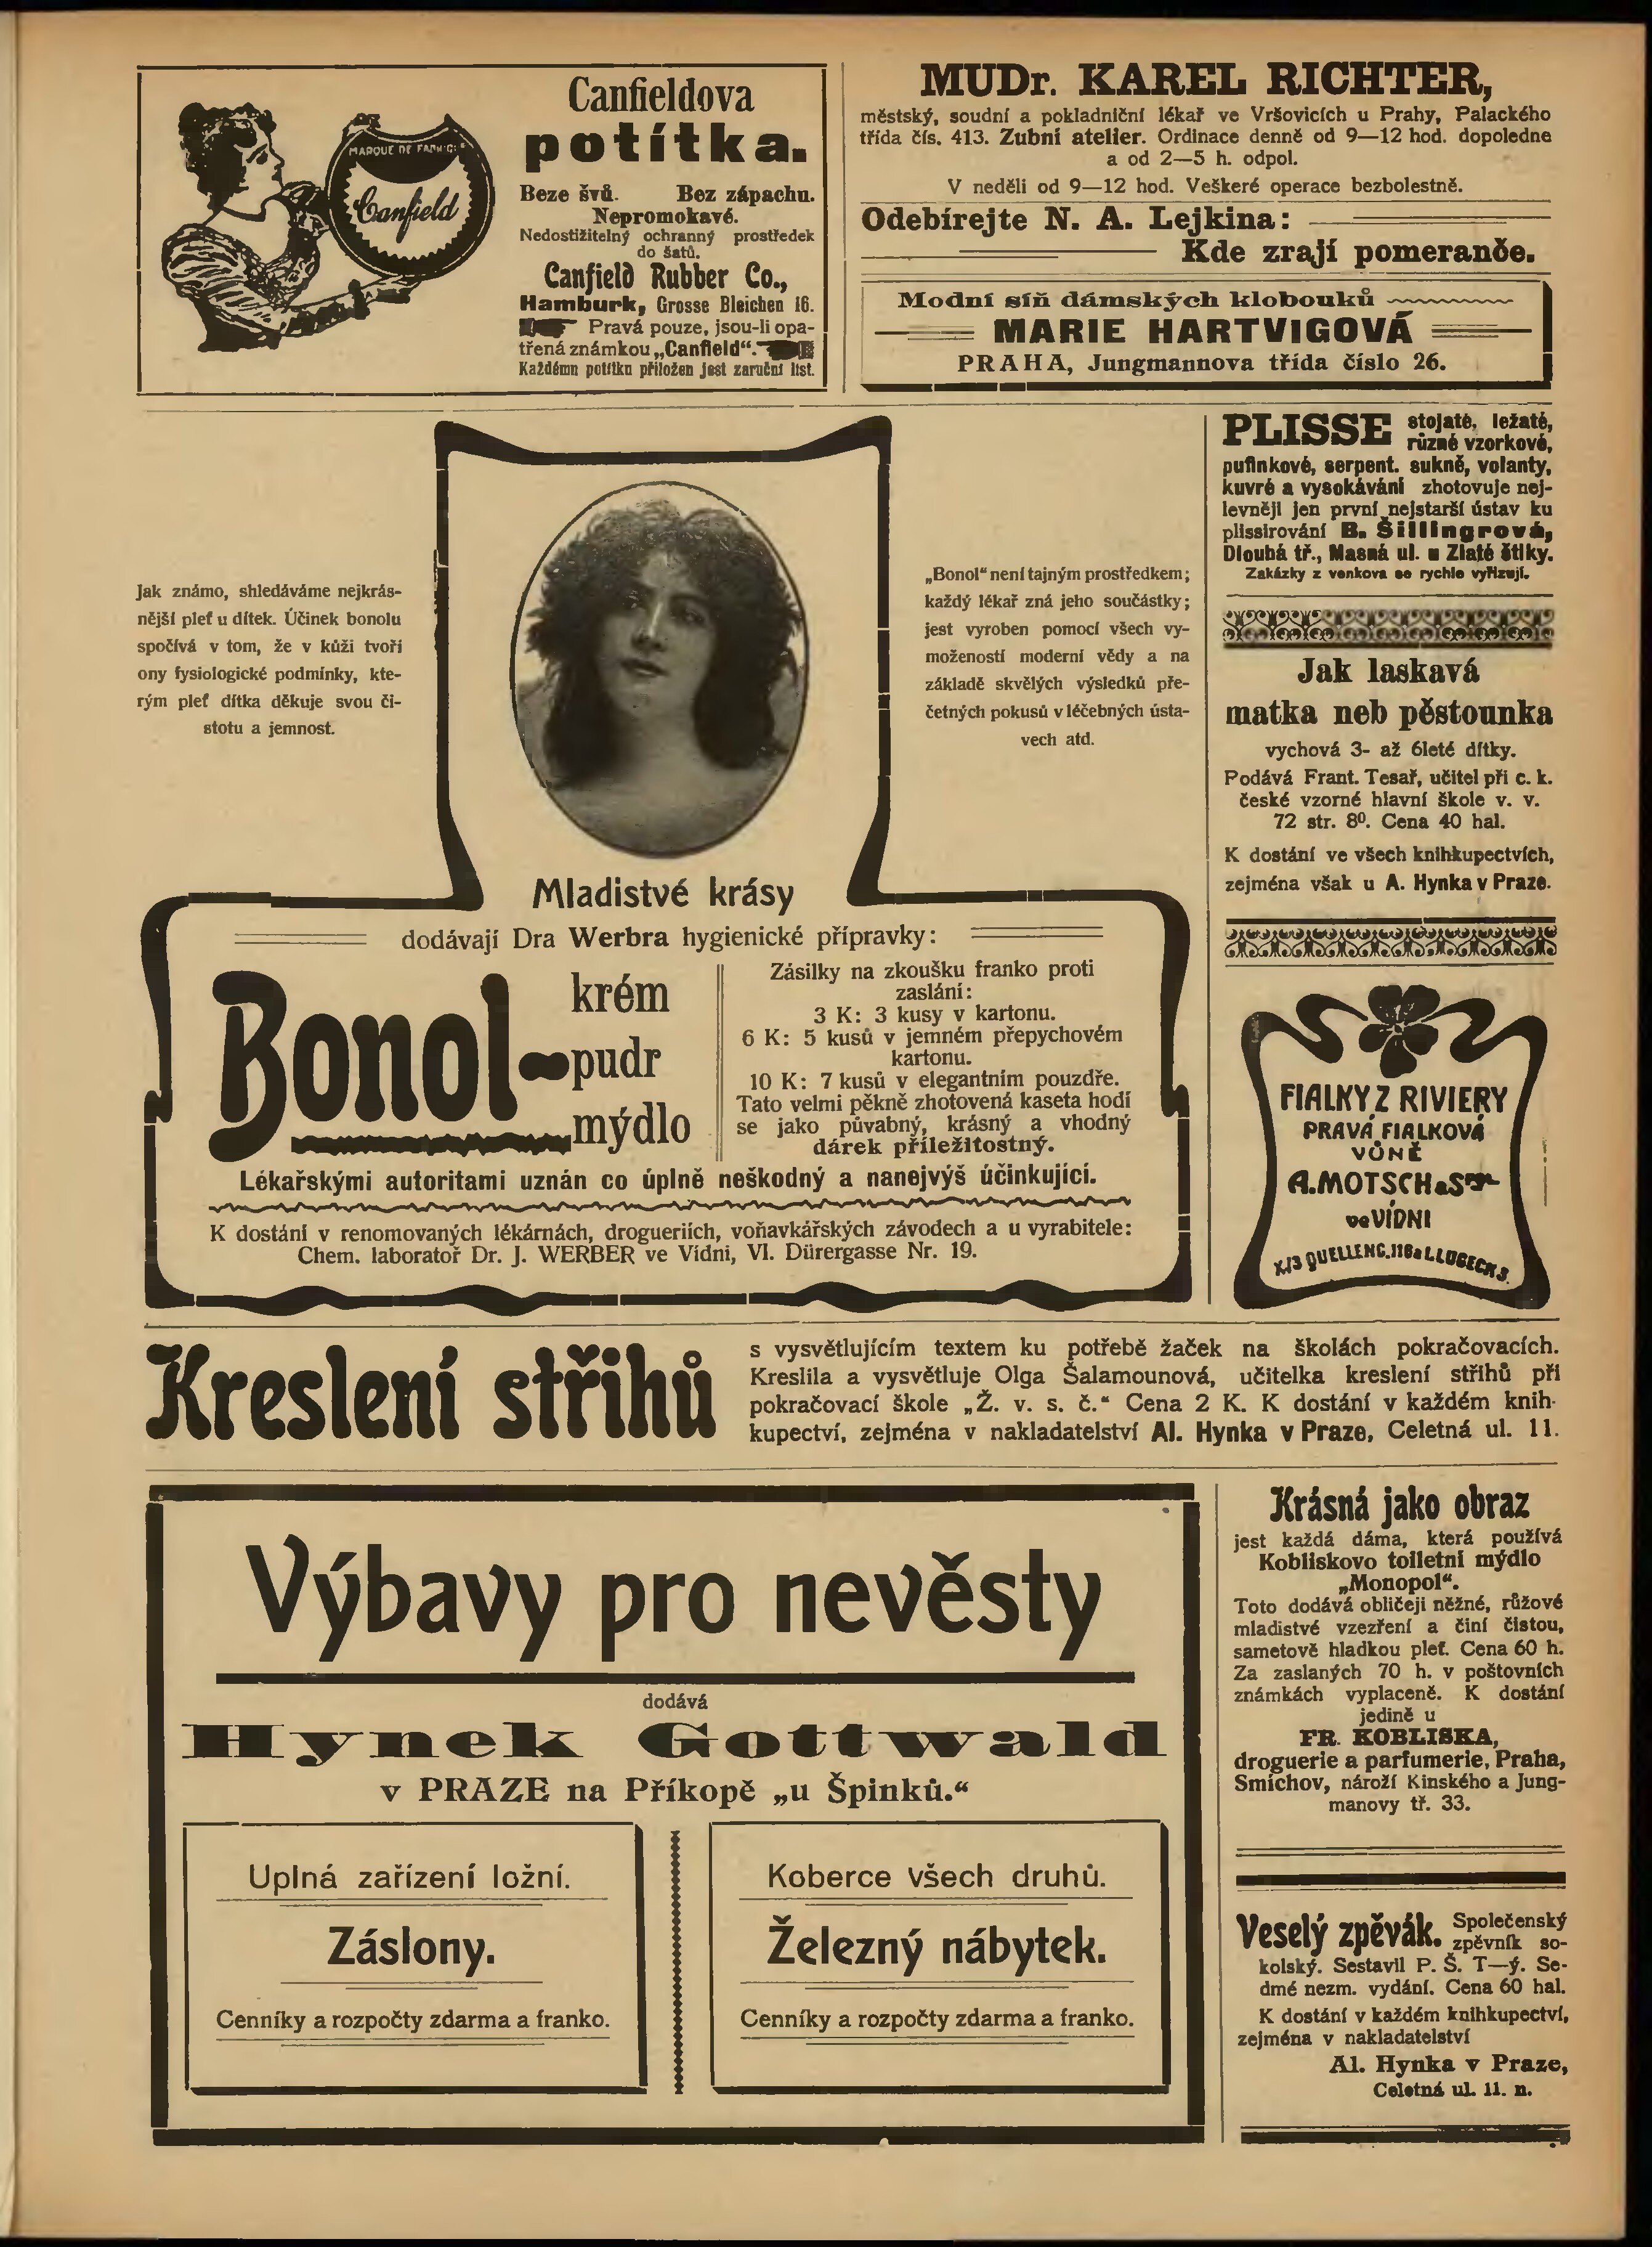 MARQUE DE FABRIQUE
Canfield
Canfieldova
potítka.
Beze švů. Bez zápachu.
Nepromokavé.
Nedostižitelný ochranný prostředek
do šatů.
Canfield Rubber Co.,
Hamburk, Grosse Bleichen 16.
Pravá pouze, jsou-li opa-
třená známkou „Canfield“.
Každému potítku přiložen jest zaruční list.
MUDr. KAREL RICHTER,
městský, soudní a pokladniční lékař ve Vršovicích u Prahy, Palackého
třída čís. 413. Zubní atelier. Ordinace denně od 9—12 hod. dopoledne
a od 2—5 h. odpol.
V neděli od 9—12 hod. Veškeré operace bezbolestně.
Odebírejte N. A. Lejkina:
Kde zrají pomeranče.
Modní síň dámských klobouků
MARIE HARTVIGOVÁ
PRAHA, Jungmannova třída číslo 26.
Jak známo, shledáváme nejkrás-
nější pleť u dítek. Účinek bonolu
spočívá v tom, že v kůži tvoří
ony fysiologické podmínky, kte-
rým pleť dítka děkuje svou či-
stotu a jemnost.
„Bonol“ není tajným prostředkem;
každý lékař zná jeho součástky;
jest vyroben pomocí všech vy-
možeností moderní vědy a na
základě skvělých výsledků pře-
četných pokusů v léčebných ústa-
vech atd.
Mladistvé krásy
dodávají Dra Werbra hygienické přípravky:
Bonol-
krém
pudr
mýdlo
Zásilky na zkoušku franko proti
zaslání:
3 K: 3 kusy v kartonu.
6 K: 5 kusů v jemném přepychovém
kartonu.
10 K: 7 kusů v elegantním pouzdře.
Tato velmi pěkně zhotovená kaseta hodí
se jako půvabný, krásný a vhodný
dárek příležitostný.
Lékařskými autoritami uznán co úplně neškodný a nanejvýš účinkující.
K dostání v renomovaných lékárnách, drogueriích, voňavkářských závodech a u vyrabitele:
Chem. laboratoř Dr. J. WERBER ve Vídni, VI. Dürergasse Nr. 19.
PLISSE stojaté, ležaté,
různé vzorkové,
pufinkové, serpent. sukně, volanty,
kuvré a vysokávání zhotovuje nej-
levněji jen první nejstarší ústav ku
plissirování B. Šillingrová,
Dlouhá tř., Masná ul. u Zlaté štiky.
Zakázky z venkova se rychle vyřizují.
Jak laskavá
matka neb pěstounka
vychová 3- až 6leté dítky.
Podává Frant. Tesař, učitel při c. k.
české vzorné hlavní škole v. v.
72 str. 8⁰. Cena 40 hal.
K dostání ve všech knihkupectvích,
zejména však u A. Hynka v Praze.
FIALKY Z RIVIERY
PRAVÁ FIALKOVÁ
VŮNĚ
A. MOTSCH & Sp.
ve VÍDNI
X./3 QUELLENG. 116 a I. LUGECK 3.
Kreslení střihů
s vysvětlujícím textem ku potřebě žaček na školách pokračovacích.
Kreslila a vysvětluje Olga Šalamounová, učitelka kreslení střihů při
pokračovací škole „Ž. v. s. č.“ Cena 2 K. K dostání v každém knih-
kupectví, zejména v nakladatelství Al. Hynka v Praze, Celetná ul. 11.
Výbavy pro nevěsty
dodává
Hynek Gottwald
v PRAZE na Příkopě „u Špinků.“
Uplná zařízení ložní.
Záslony.
Cenníky a rozpočty zdarma a franko.
Koberce všech druhů.
Železný nábytek.
Cenníky a rozpočty zdarma a franko.
Krásná jako obraz
jest každá dáma, která používá
Kobliskovo toiletní mýdlo
„Monopol“.
Toto dodává obličeji něžné, růžové
mladistvé vzezření a činí čistou,
sametově hladkou pleť. Cena 60 h.
Za zaslaných 70 h. v poštovních
známkách vyplaceně. K dostání
jedině u
FR. KOBLISKA,
droguerie a parfumerie, Praha,
Smíchov, nároží Kinského a Jung-
manovy tř. 33.
Veselý zpěvák. Společenský
zpěvník so-
kolský. Sestavil P. Š. T—ý. Se-
dmé nezm. vydání. Cena 60 hal.
K dostání v každém knihkupectví,
zejména v nakladatelství
Al. Hynka v Praze,
Celetná ul. 11. n.